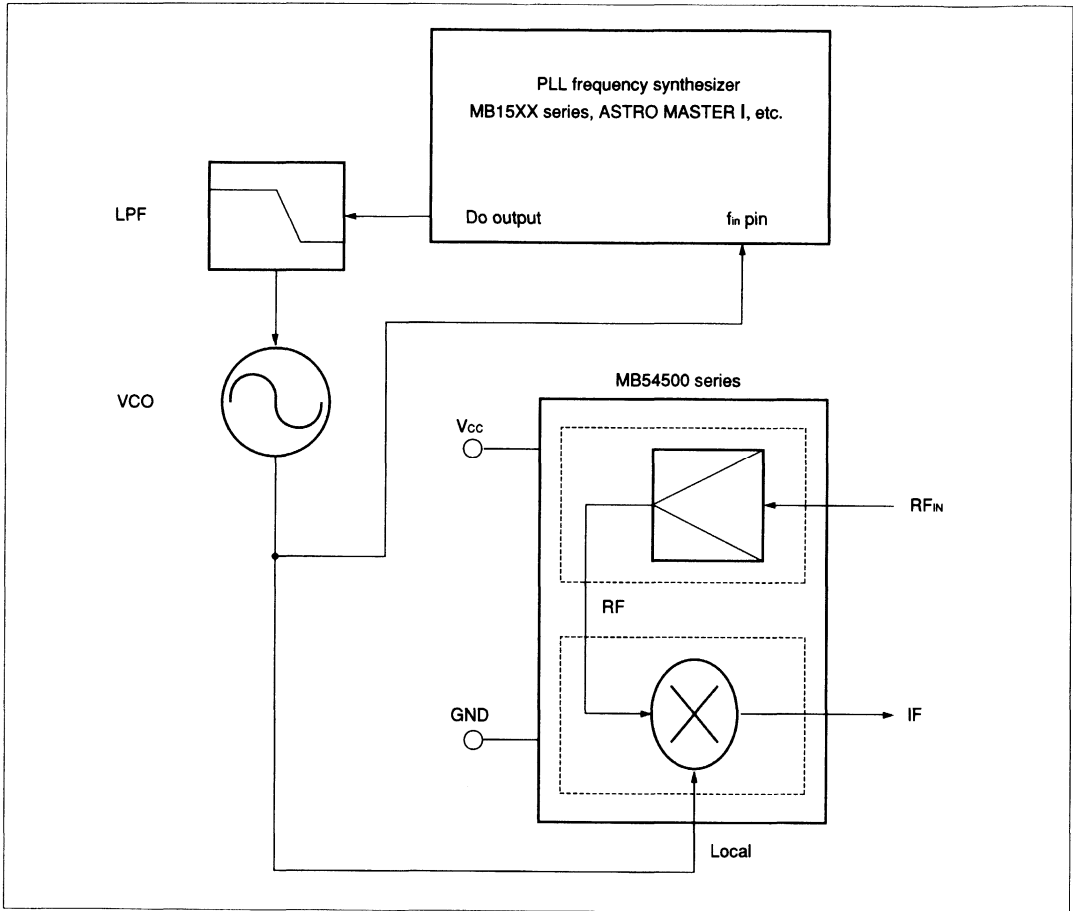 PLL frequency synthesizer
MB15XX series, ASTRO MASTER I, etc.
LPF
Do output
fin pin
VCO
MB54500 series
Vcc
RFIN
RF
GND
IF
Local